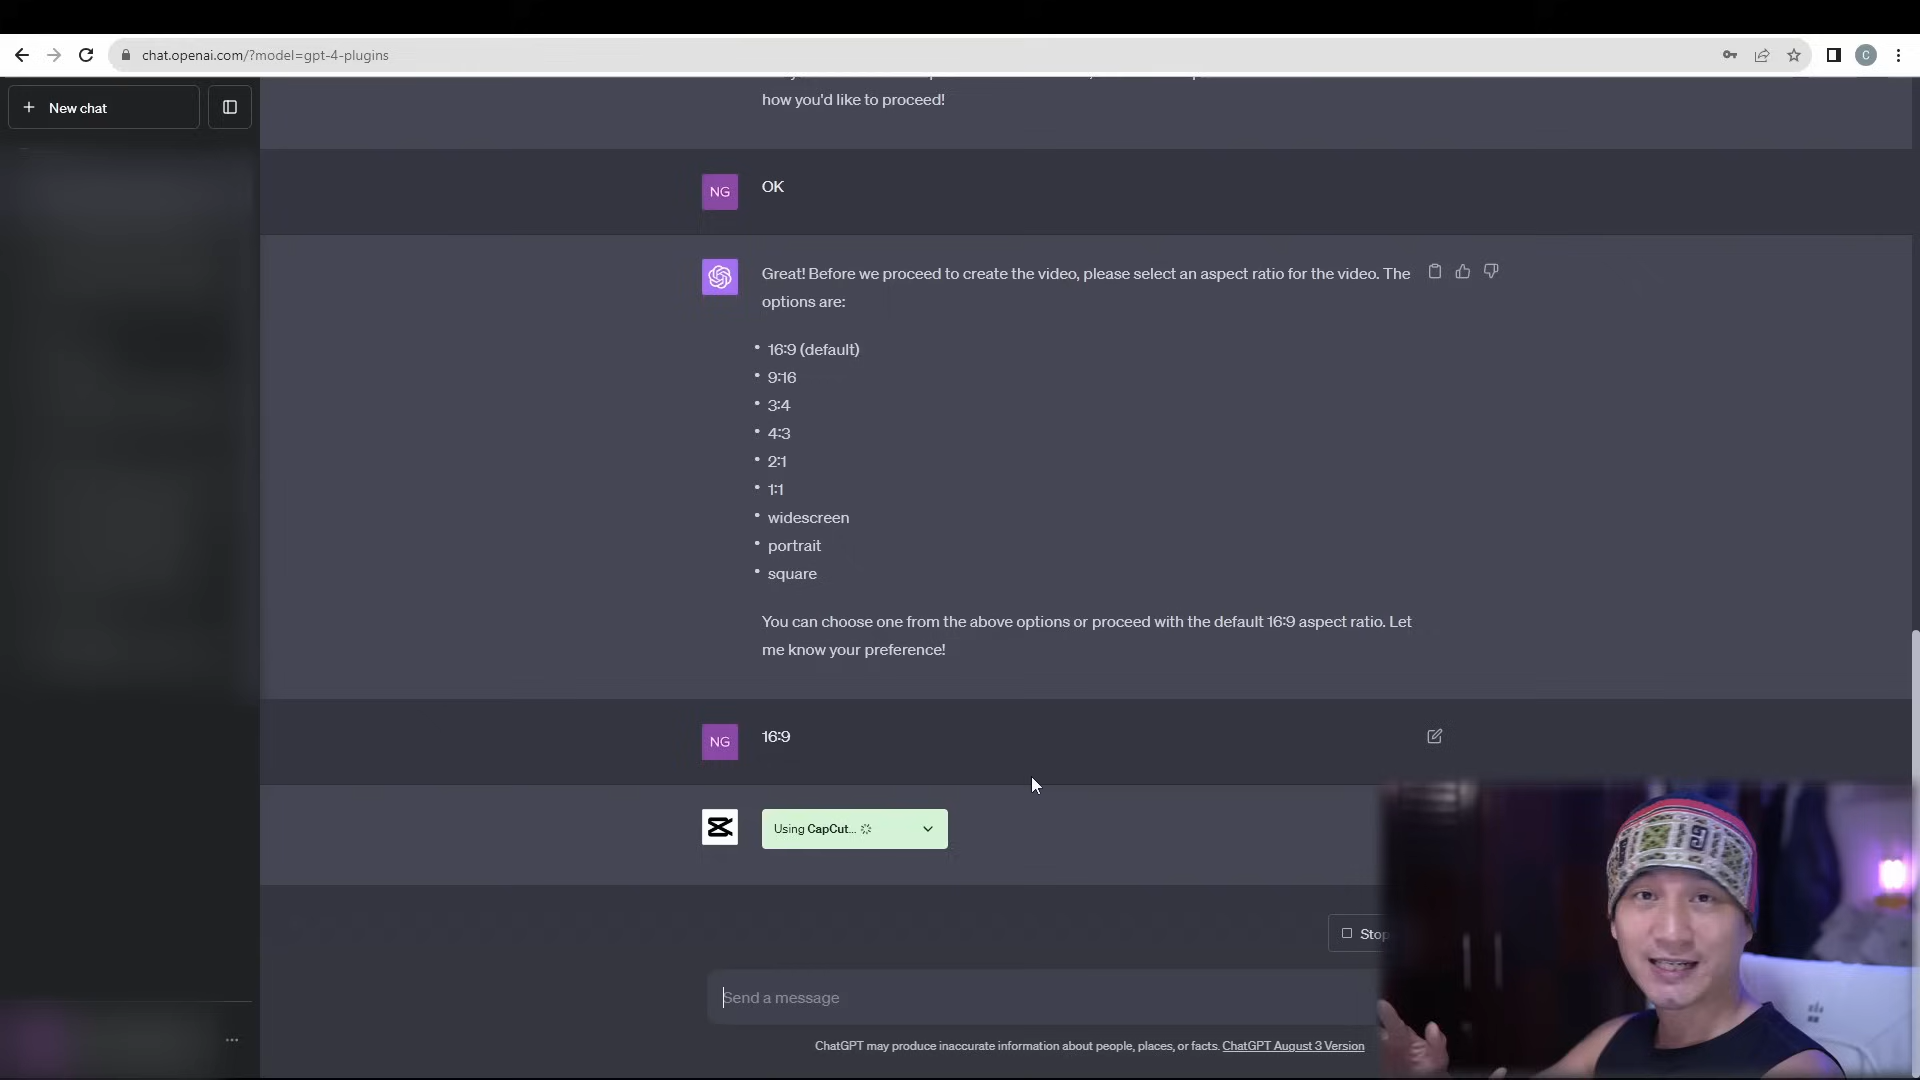 chat.openai.com/?model=gpt-4-plugins
C
New chat
how you'd like to proceed!
NG
OK
Great! Before we proceed to create the video, please select an aspect ratio for the video. The
options are:
• 16:9 (default)
• 9:16
• 3:4
• 4:3
• 2:1
• 1:1
• widescreen
• portrait
• square
You can choose one from the above options or proceed with the default 16:9 aspect ratio. Let
me know your preference!
NG
16:9
Using CapCut...
Stop
Send a message
ChatGPT may produce inaccurate information about people, places, or facts. ChatGPT August 3 Version